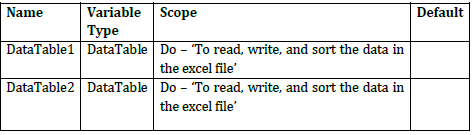 Name Variable Type Scope Default
DataTable1 DataTable Do – ‘To read, write, and sort the data in
the excel file’
DataTable2 DataTable Do – ‘To read, write, and sort the data in
the excel file’